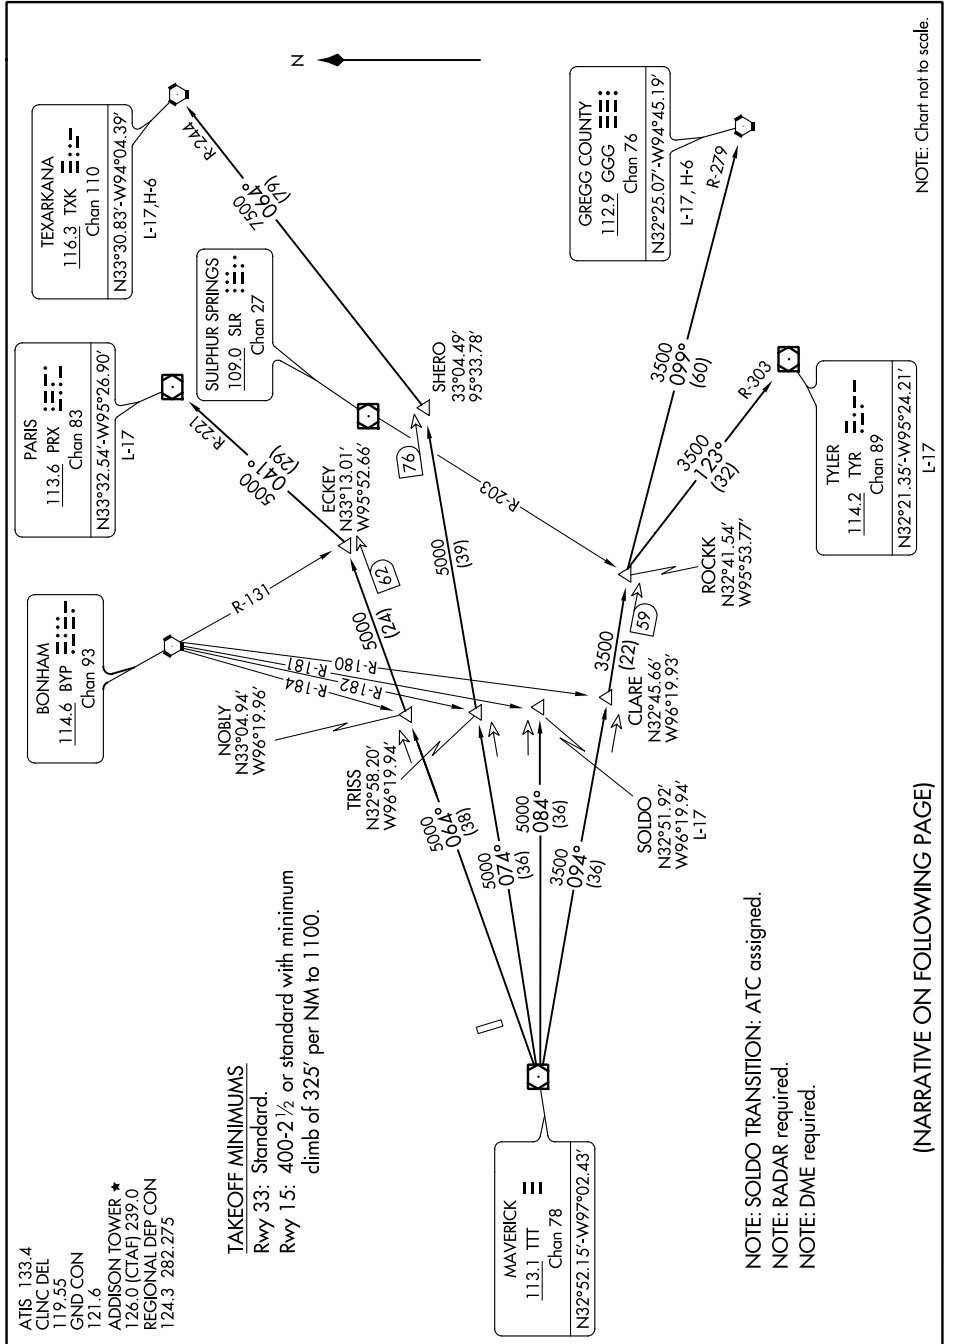 ATIS 133.4
CLNC DEL
119.55
GND CON
121.6
ADDISON TOWER ★
126.0 (CTAF) 239.0
REGIONAL DEP CON
124.3 282.275
TAKEOFF MINIMUMS
Rwy 33: Standard.
Rwy 15: 400-2½ or standard with minimum
climb of 325' per NM to 1100.
MAVERICK
113.1 TTT
Chan 78
N32°52.15'-W97°02.43'
NOTE: SOLDO TRANSITION: ATC assigned.
NOTE: RADAR required.
NOTE: DME required.
BONHAM
114.6 BYP
Chan 93
PARIS
113.6 PRX
Chan 83
N33°32.54'-W95°26.90'
L-17
TEXARKANA
116.3 TXK
Chan 110
N33°30.83'-W94°04.39'
L-17,H-6
SULPHUR SPRINGS
109.0 SLR
Chan 27
GREGG COUNTY
112.9 GGG
Chan 76
N32°25.07'-W94°45.19'
L-17, H-6
TYLER
114.2 TYR
Chan 89
N32°21.35'-W95°24.21'
L-17
NOBLY
N33°04.94'
W96°19.96'
TRISS
N32°58.20'
W96°19.94'
SOLDO
N32°51.92'
W96°19.94'
L-17
CLARE
N32°45.66'
W96°19.93'
ECKEY
N33°13.01'
W95°52.66'
SHERO
33°04.49'
95°33.78'
ROCKK
N32°41.54'
W95°53.77'
5000
064°
(38)
5000
074°
(36)
5000
084°
(36)
3500
094°
(36)
R-184
R-182
R-181
R-180
R-131
5000
(24)
62
5000
041°
(29)
R-221
5000
(39)
76
7500
064°
(79)
R-244
3500
(22)
59
R-203
3500
099°
(60)
R-279
3500
123°
(32)
R-303
N
NOTE: Chart not to scale.
(NARRATIVE ON FOLLOWING PAGE)